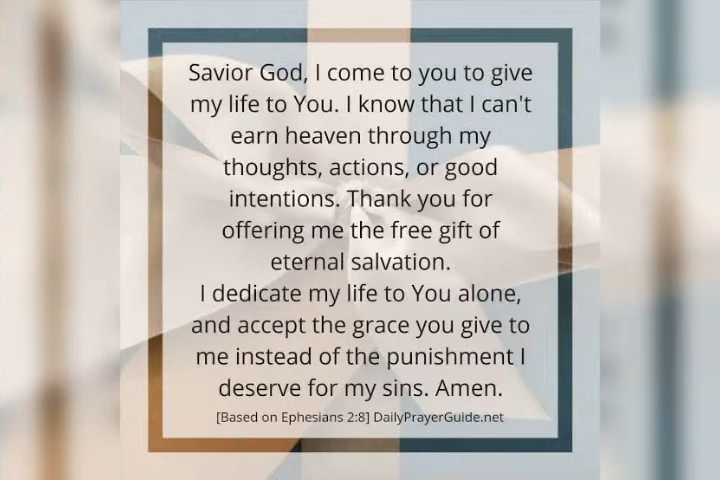 Savior God, I come to you to give
my life to You. I know that I can't
earn heaven through my
thoughts, actions, or good
intentions. Thank you for
offering me the free gift of
eternal salvation.
I dedicate my life to You alone,
and accept the grace you give to
me instead of the punishment I
deserve for my sins. Amen.
[Based on Ephesians 2:8] DailyPrayerGuide.net